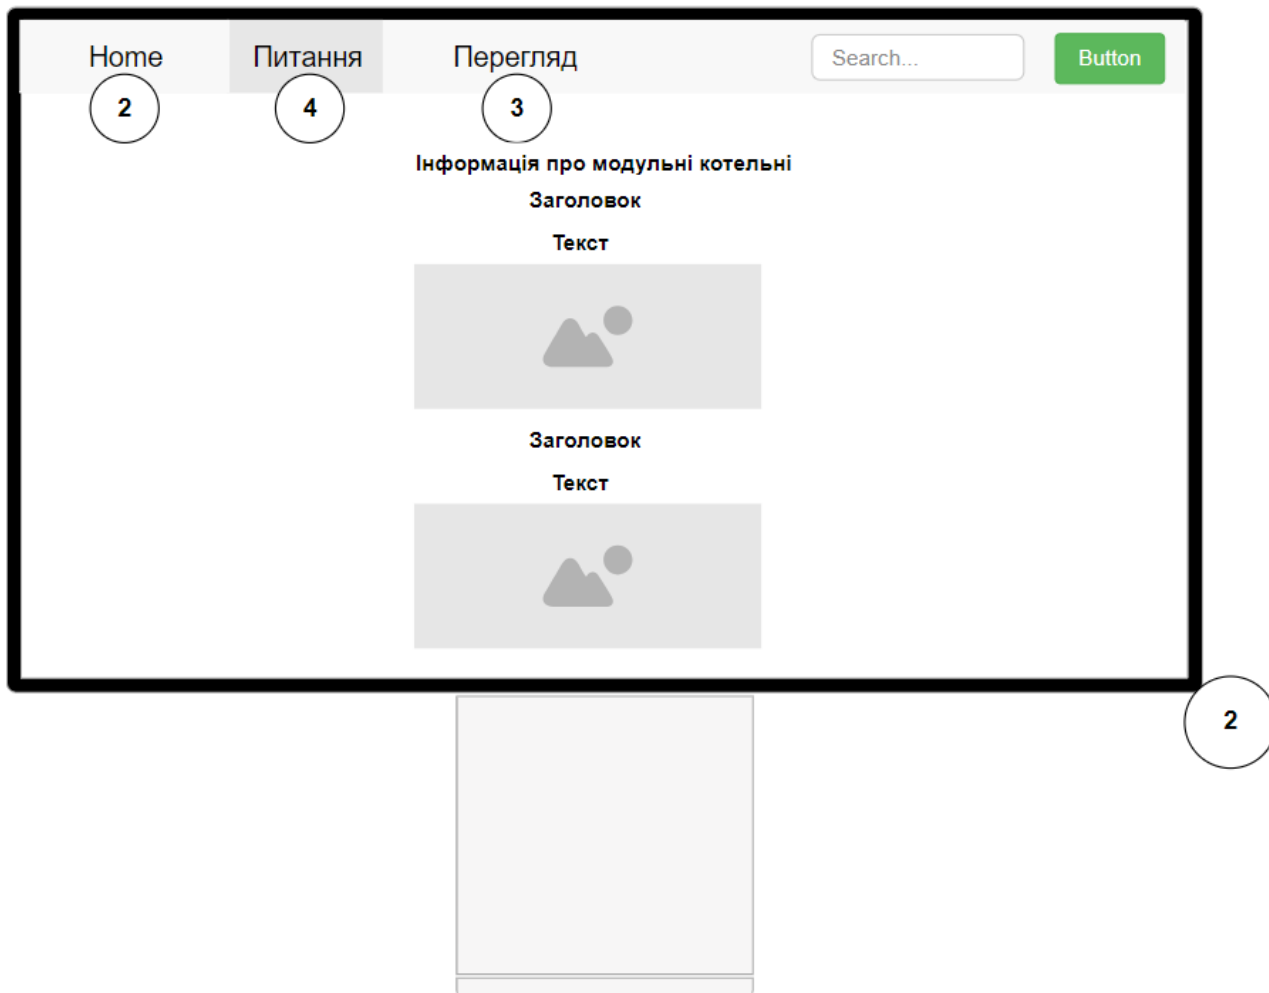 Home Питання Перегляд Search... Button
2 4 3
Інформація про модульні котельні
Заголовок
Текст
Заголовок
Текст
2